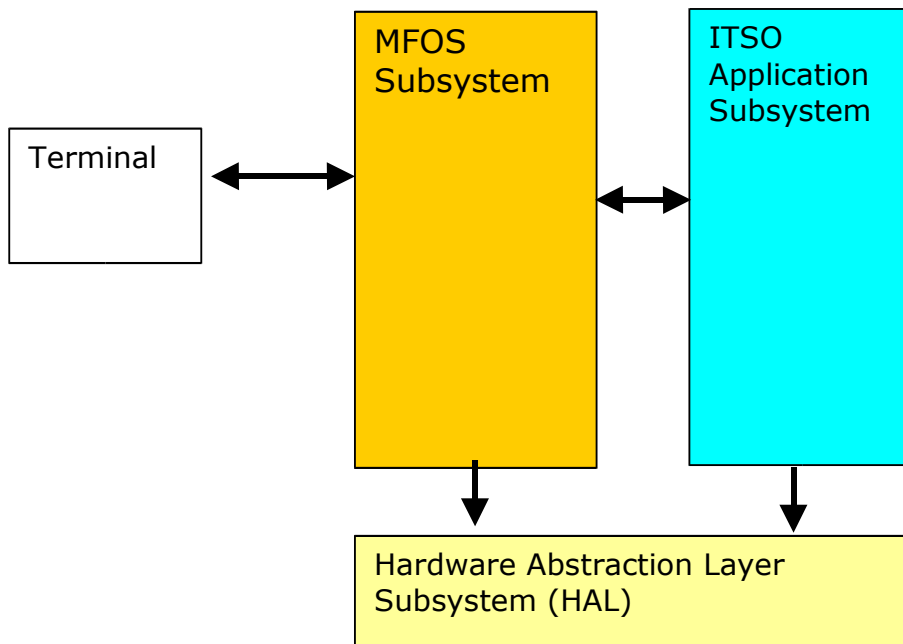 MFOS
Subsystem
ITSO
Application
Subsystem
Terminal
Hardware Abstraction Layer
Subsystem (HAL)